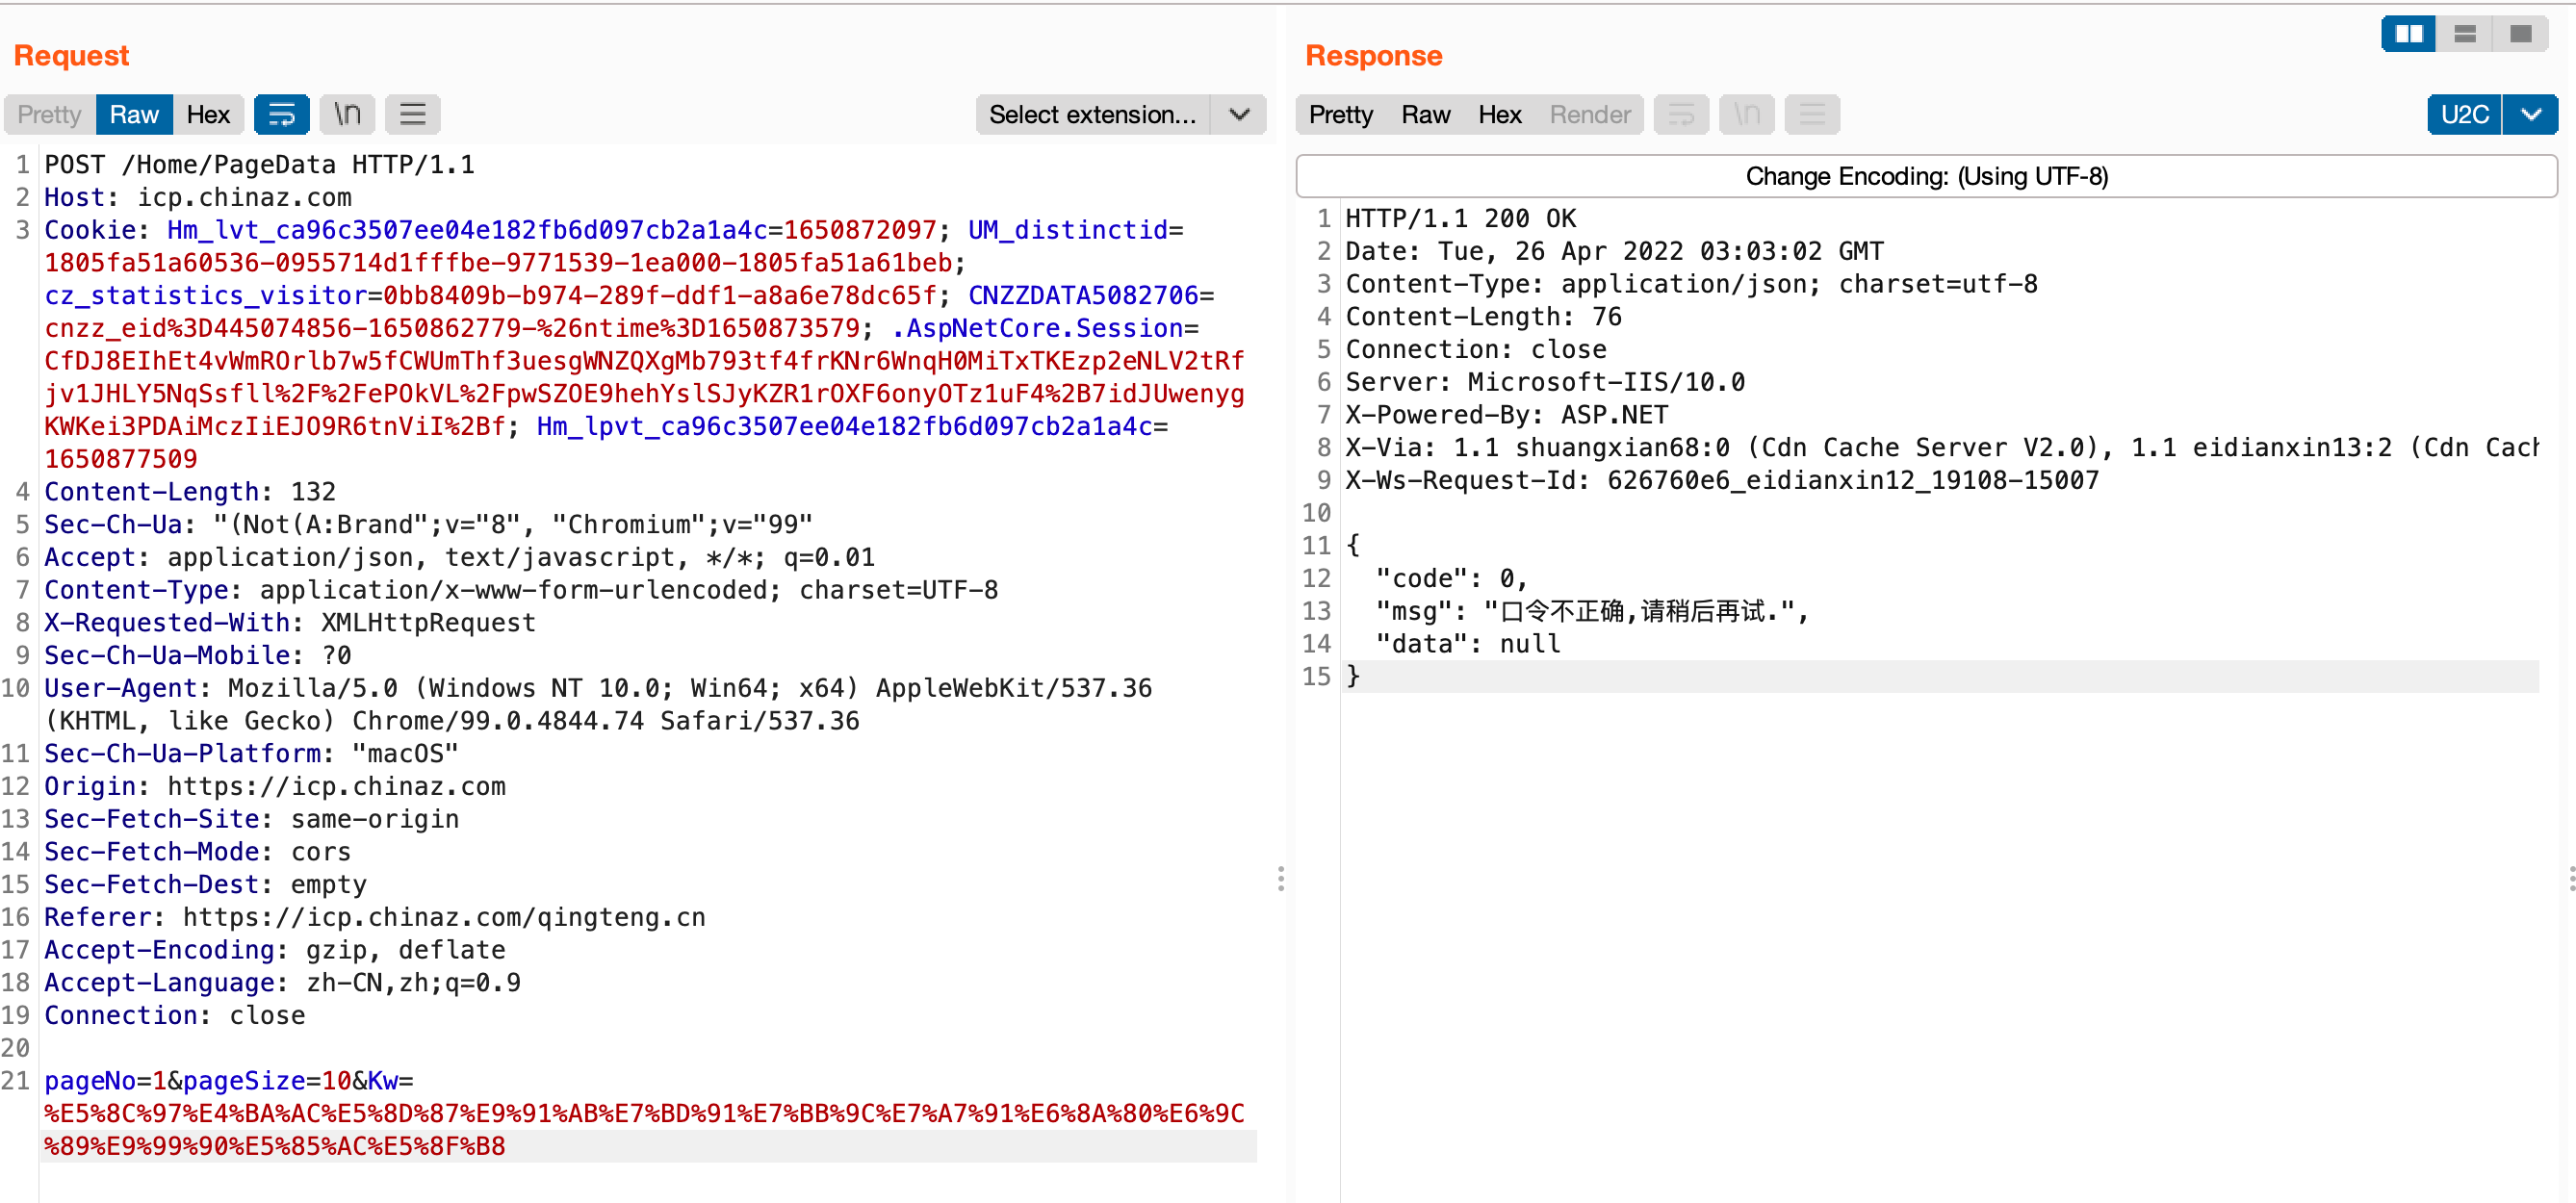 Request
Pretty Raw Hex \n Select extension...
1 POST /Home/PageData HTTP/1.1
2 Host: icp.chinaz.com
3 Cookie: Hm_lvt_ca96c3507ee04e182fb6d097cb2a1a4c=1650872097; UM_distinctid=
1805fa51a60536-0955714d1fffbe-9771539-1ea000-1805fa51a61beb;
cz_statistics_visitor=0bb8409b-b974-289f-ddf1-a8a6e78dc65f; CNZZDATA5082706=
cnzz_eid%3D445074856-1650862779-%26ntime%3D1650873579; .AspNetCore.Session=
CfDJ8EIhEt4vWmROrlb7w5fCWUmThf3uesgWNZQXgMb793tf4frKNr6WnqH0MiTxTKEzp2eNLV2tRf
jv1JHLY5NqSsfll%2F%2FePOkVL%2FpwSZOE9hehYslSJyKZR1rOXF6onyOTz1uF4%2B7idJUwenyg
KWKei3PDAiMczIiEJO9R6tnViI%2Bf; Hm_lpvt_ca96c3507ee04e182fb6d097cb2a1a4c=
1650877509
4 Content-Length: 132
5 Sec-Ch-Ua: "(Not(A:Brand";v="8", "Chromium";v="99"
6 Accept: application/json, text/javascript, */*; q=0.01
7 Content-Type: application/x-www-form-urlencoded; charset=UTF-8
8 X-Requested-With: XMLHttpRequest
9 Sec-Ch-Ua-Mobile: ?0
10 User-Agent: Mozilla/5.0 (Windows NT 10.0; Win64; x64) AppleWebKit/537.36
(KHTML, like Gecko) Chrome/99.0.4844.74 Safari/537.36
11 Sec-Ch-Ua-Platform: "macOS"
12 Origin: https://icp.chinaz.com
13 Sec-Fetch-Site: same-origin
14 Sec-Fetch-Mode: cors
15 Sec-Fetch-Dest: empty
16 Referer: https://icp.chinaz.com/qingteng.cn
17 Accept-Encoding: gzip, deflate
18 Accept-Language: zh-CN,zh;q=0.9
19 Connection: close
20
21 pageNo=1&pageSize=10&Kw=
%E5%8C%97%E4%BA%AC%E5%8D%87%E9%91%AB%E7%BD%91%E7%BB%9C%E7%A7%91%E6%8A%80%E6%9C
%89%E9%99%90%E5%85%AC%E5%8F%B8
Response
Pretty Raw Hex Render \n U2C
Change Encoding: (Using UTF-8)
1 HTTP/1.1 200 OK
2 Date: Tue, 26 Apr 2022 03:03:02 GMT
3 Content-Type: application/json; charset=utf-8
4 Content-Length: 76
5 Connection: close
6 Server: Microsoft-IIS/10.0
7 X-Powered-By: ASP.NET
8 X-Via: 1.1 shuangxian68:0 (Cdn Cache Server V2.0), 1.1 eidianxin13:2 (Cdn Cach
9 X-Ws-Request-Id: 626760e6_eidianxin12_19108-15007
10
11 {
12 "code": 0,
13 "msg": "口令不正确,请稍后再试.",
14 "data": null
15 }